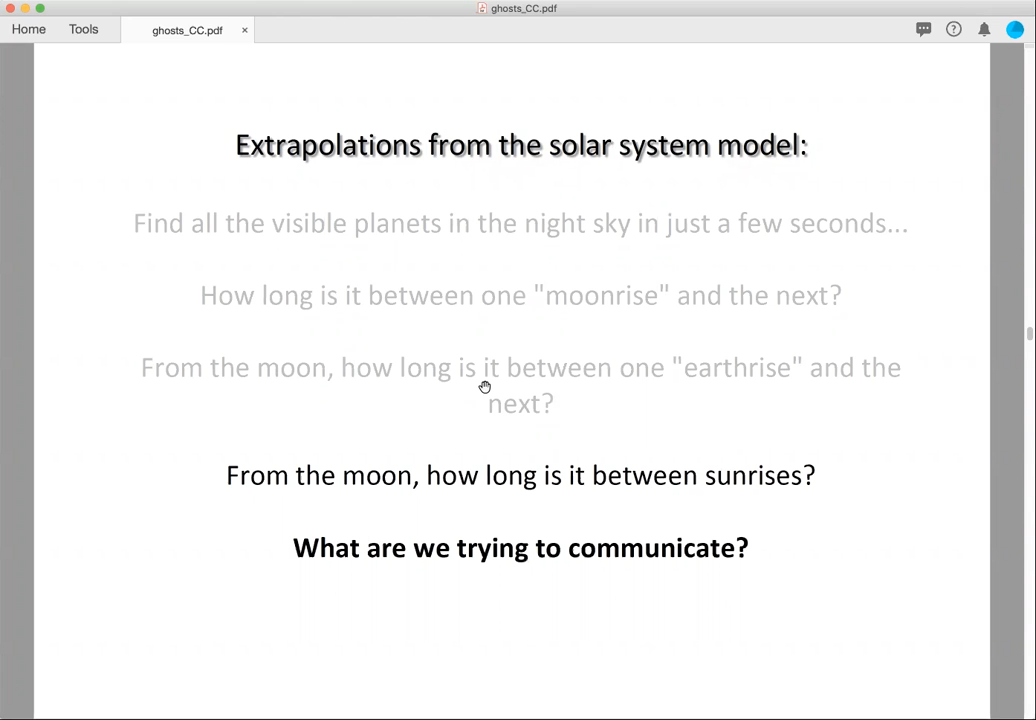 ghosts_CC.pdf
Home Tools ghosts_CC.pdf ×
Extrapolations from the solar system model:
Find all the visible planets in the night sky in just a few seconds...
How long is it between one "moonrise" and the next?
From the moon, how long is it between one "earthrise" and the
next?
From the moon, how long is it between sunrises?
What are we trying to communicate?